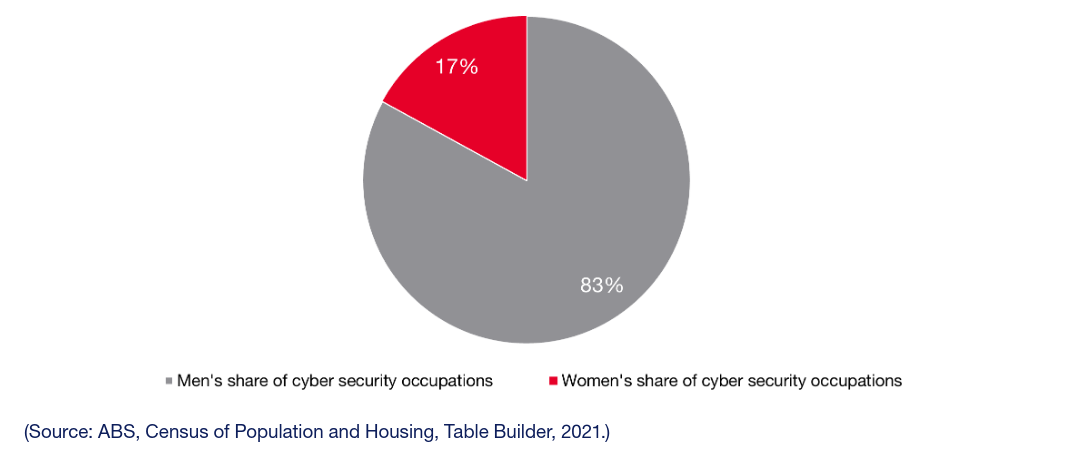 17%
83%
Men's share of cyber security occupations
Women's share of cyber security occupations
(Source: ABS, Census of Population and Housing, Table Builder, 2021.)